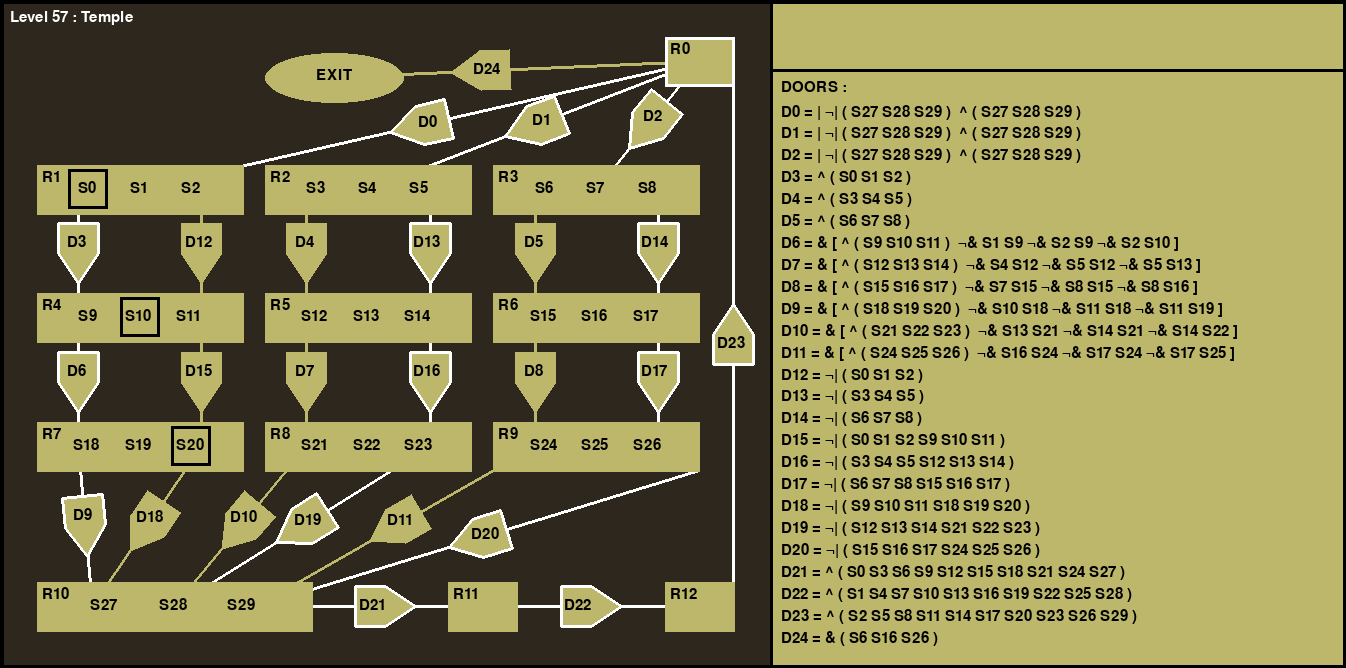 Level 57 : Temple
EXIT
D24
R0
D0
D1
D2
R1 S0 S1 S2
R2 S3 S4 S5
R3 S6 S7 S8
D3 D12 D4 D13 D5 D14
R4 S9 S10 S11
R5 S12 S13 S14
R6 S15 S16 S17
D23
D6 D15 D7 D16 D8 D17
R7 S18 S19 S20
R8 S21 S22 S23
R9 S24 S25 S26
D9 D18 D10 D19 D11 D20
R10 S27 S28 S29
D21
R11
D22
R12
DOORS :
D0 = | ¬| ( S27 S28 S29 ) ^ ( S27 S28 S29 )
D1 = | ¬| ( S27 S28 S29 ) ^ ( S27 S28 S29 )
D2 = | ¬| ( S27 S28 S29 ) ^ ( S27 S28 S29 )
D3 = ^ ( S0 S1 S2 )
D4 = ^ ( S3 S4 S5 )
D5 = ^ ( S6 S7 S8 )
D6 = & [ ^ ( S9 S10 S11 ) ¬& S1 S9 ¬& S2 S9 ¬& S2 S10 ]
D7 = & [ ^ ( S12 S13 S14 ) ¬& S4 S12 ¬& S5 S12 ¬& S5 S13 ]
D8 = & [ ^ ( S15 S16 S17 ) ¬& S7 S15 ¬& S8 S15 ¬& S8 S16 ]
D9 = & [ ^ ( S18 S19 S20 ) ¬& S10 S18 ¬& S11 S18 ¬& S11 S19 ]
D10 = & [ ^ ( S21 S22 S23 ) ¬& S13 S21 ¬& S14 S21 ¬& S14 S22 ]
D11 = & [ ^ ( S24 S25 S26 ) ¬& S16 S24 ¬& S17 S24 ¬& S17 S25 ]
D12 = ¬| ( S0 S1 S2 )
D13 = ¬| ( S3 S4 S5 )
D14 = ¬| ( S6 S7 S8 )
D15 = ¬| ( S0 S1 S2 S9 S10 S11 )
D16 = ¬| ( S3 S4 S5 S12 S13 S14 )
D17 = ¬| ( S6 S7 S8 S15 S16 S17 )
D18 = ¬| ( S9 S10 S11 S18 S19 S20 )
D19 = ¬| ( S12 S13 S14 S21 S22 S23 )
D20 = ¬| ( S15 S16 S17 S24 S25 S26 )
D21 = ^ ( S0 S3 S6 S9 S12 S15 S18 S21 S24 S27 )
D22 = ^ ( S1 S4 S7 S10 S13 S16 S19 S22 S25 S28 )
D23 = ^ ( S2 S5 S8 S11 S14 S17 S20 S23 S26 S29 )
D24 = & ( S6 S16 S26 )